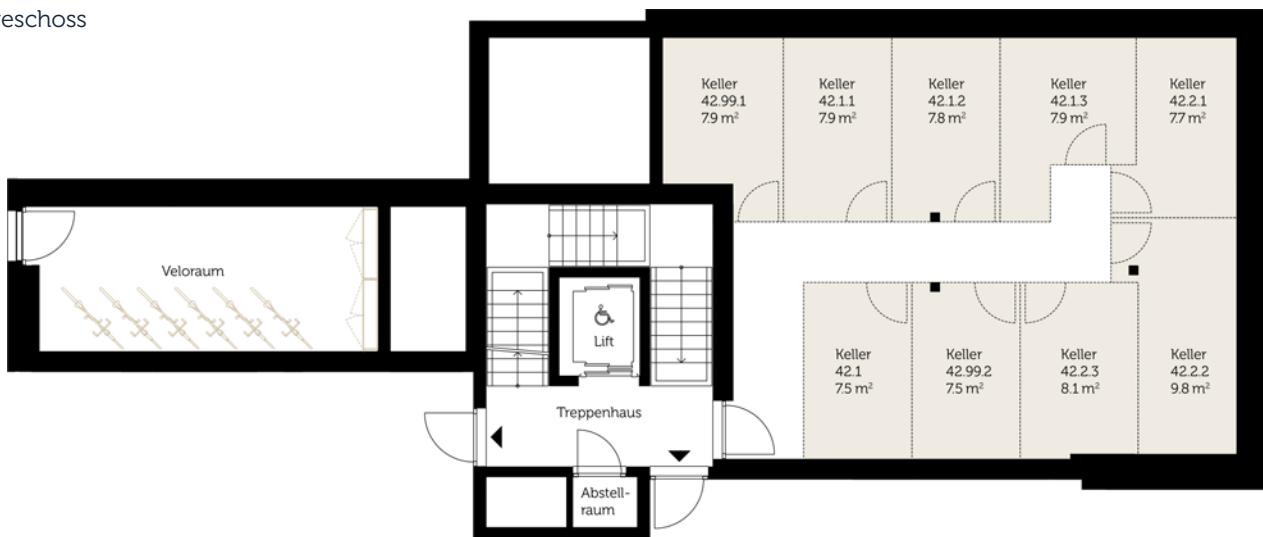 eschoss
Keller
42.99.1
7.9 m²
Keller
42.1.1
7.9 m²
Keller
42.1.2
7.8 m²
Keller
42.1.3
7.9 m²
Keller
42.2.1
7.7 m²
Veloraum
Lift
Keller
42.1
7.5 m²
Keller
42.99.2
7.5 m²
Keller
42.2.3
8.1 m²
Keller
42.2.2
9.8 m²
Treppenhaus
Abstell-
raum